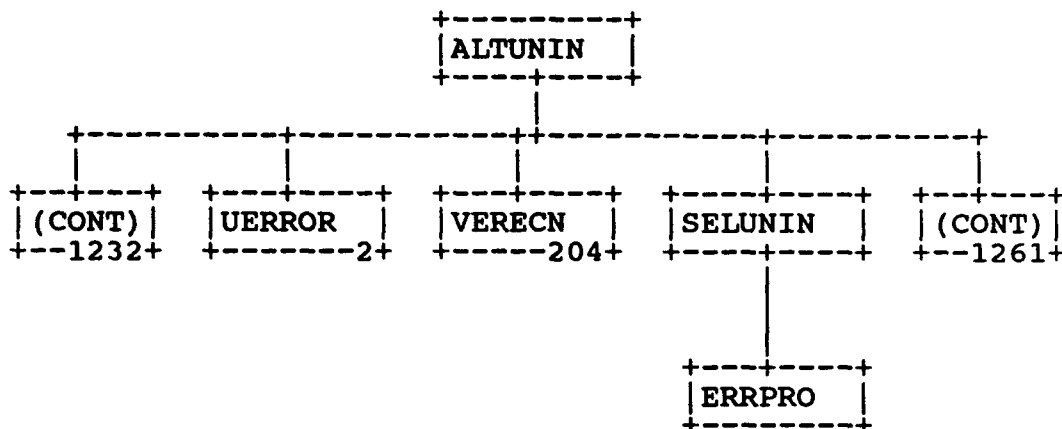 ALTUNIN
(CONT) UERROR VERECN SELUNIN (CONT)
1232 2 204 1261
ERRPRO